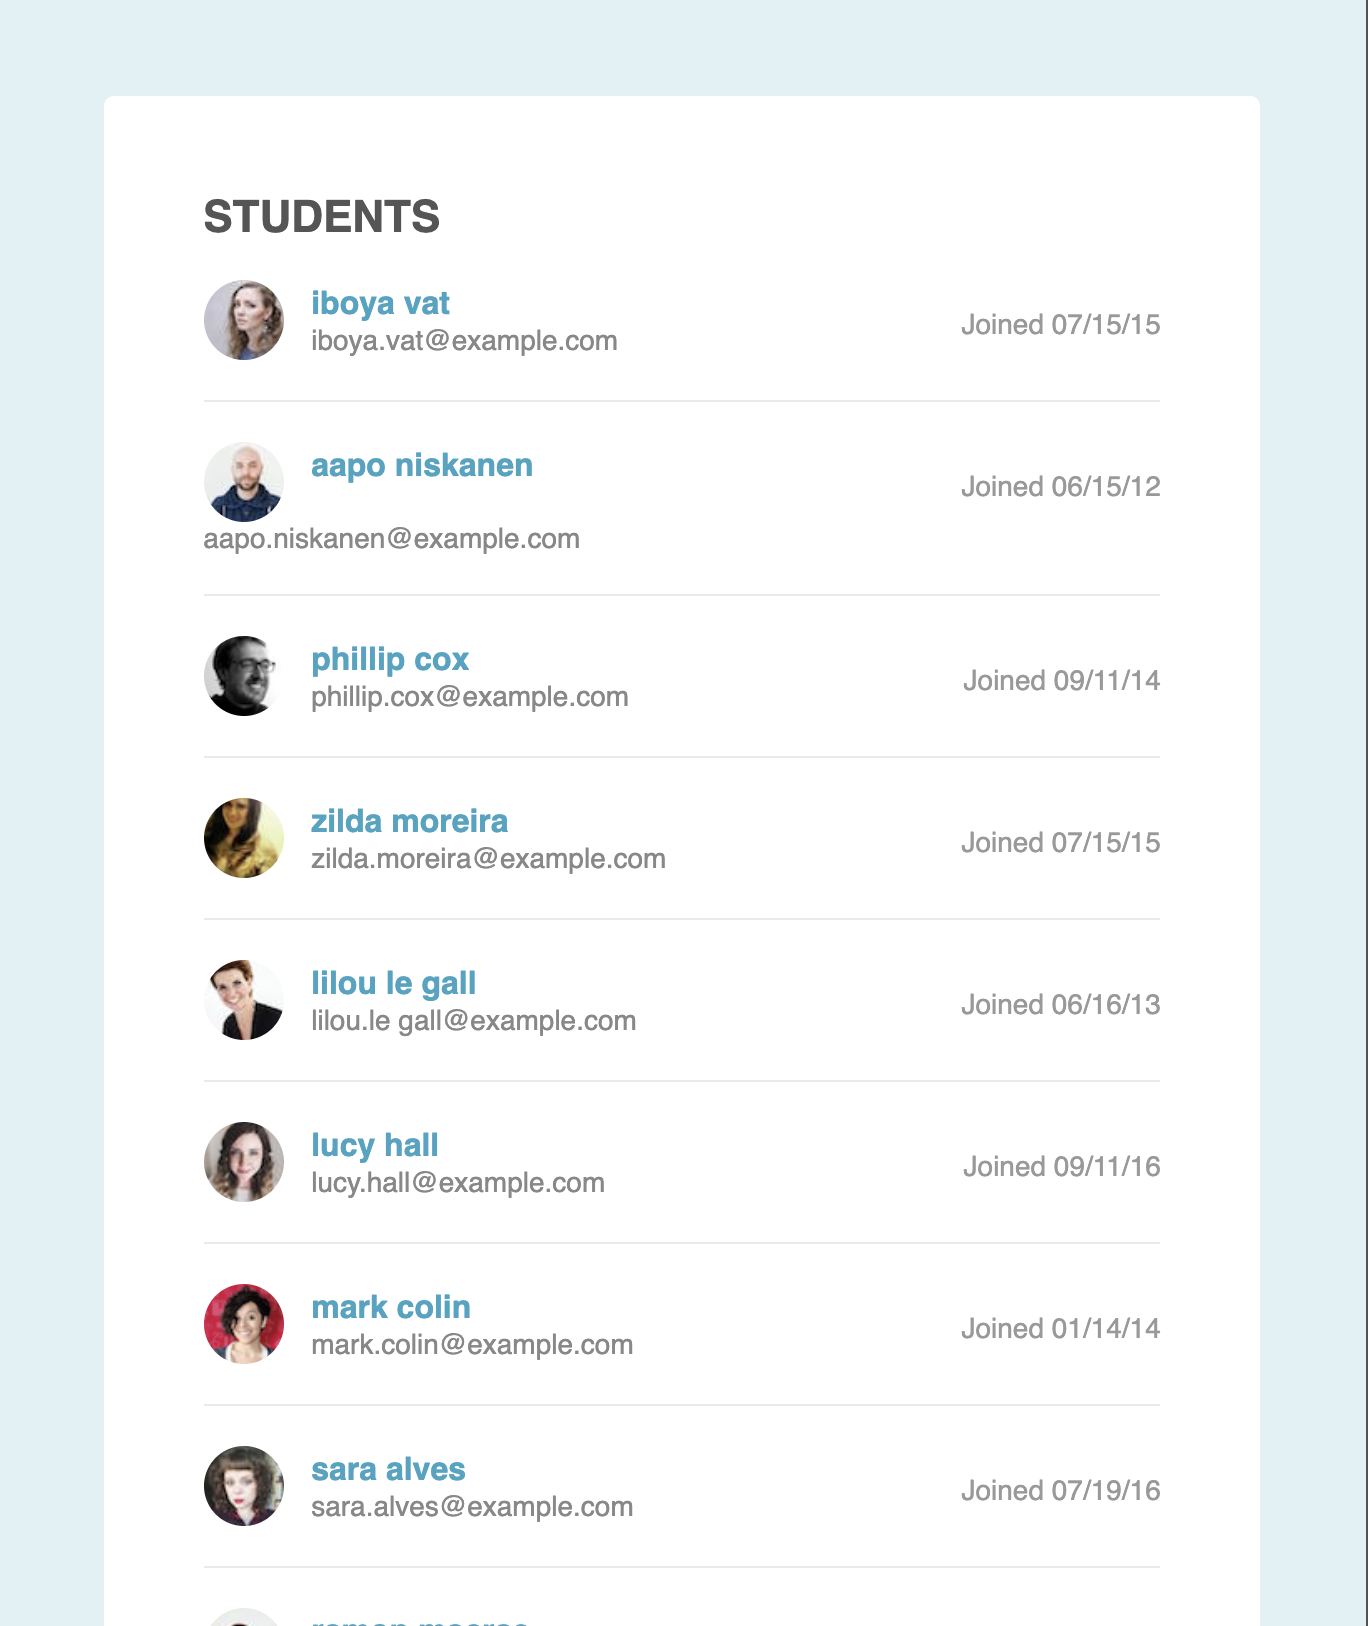 STUDENTS
iboya vat
iboya.vat@example.com
Joined 07/15/15
aapo niskanen
Joined 06/15/12
aapo.niskanen@example.com
phillip cox
phillip.cox@example.com
Joined 09/11/14
zilda moreira
zilda.moreira@example.com
Joined 07/15/15
lilou le gall
lilou.le gall@example.com
Joined 06/16/13
lucy hall
lucy.hall@example.com
Joined 09/11/16
mark colin
mark.colin@example.com
Joined 01/14/14
sara alves
sara.alves@example.com
Joined 07/19/16